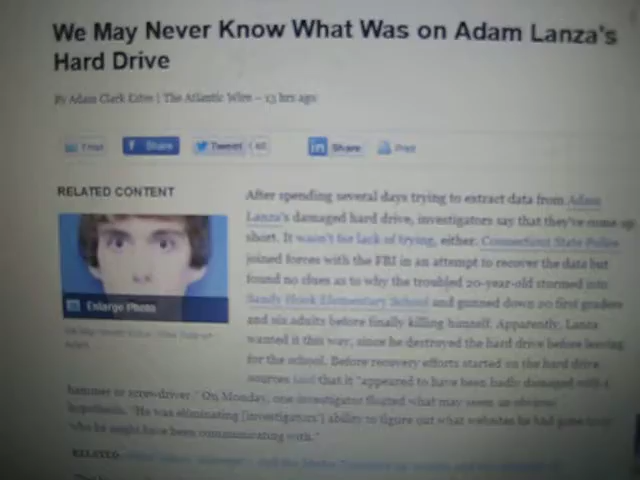 We May Never Know What Was on Adam Lanza's
Hard Drive
By Adam Clark Estes | The Atlantic Wire – 13 hrs ago
Email
Share
Tweet
Share
Print
RELATED CONTENT
Enlarge Photo
After spending several days trying to extract data from Adam
Lanza's damaged hard drive, investigators say that they've come up
short. It wasn't for lack of trying, either. Connecticut State Police
joined forces with the FBI in an attempt to recover the data but
found no clues as to why the troubled 20-year-old stormed into
Sandy Hook Elementary School and gunned down 20 first graders
and six adults before finally killing himself. Apparently, Lanza
wanted it this way, since he destroyed the hard drive before leaving
for the school. Before recovery efforts started on the hard drive
sources said that it "appeared to have been badly damaged with a
hammer or screwdriver." On Monday, one investigator floated what may seem an obvious
hypothesis. "He was eliminating [investigators'] ability to figure out what websites he had gone to or
who he might have been communicating with."
RELATED: